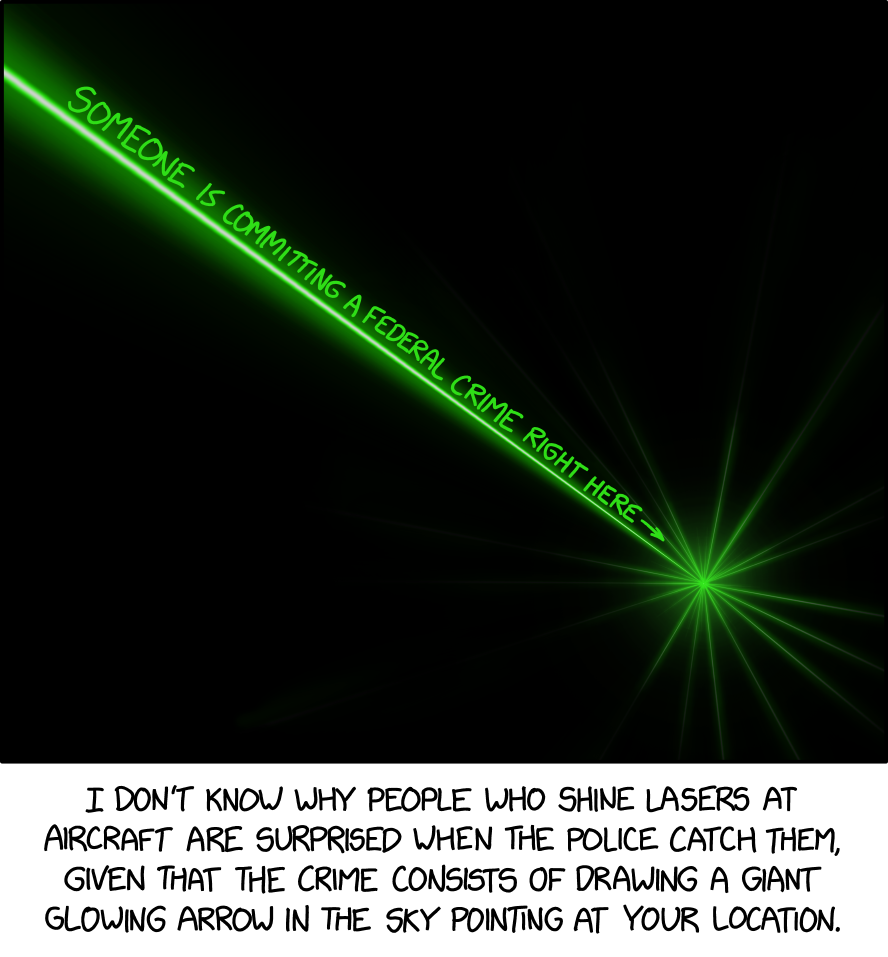 SOMEONE IS COMMITTING A FEDERAL CRIME RIGHT HERE →
I DON'T KNOW WHY PEOPLE WHO SHINE LASERS AT
AIRCRAFT ARE SURPRISED WHEN THE POLICE CATCH THEM,
GIVEN THAT THE CRIME CONSISTS OF DRAWING A GIANT
GLOWING ARROW IN THE SKY POINTING AT YOUR LOCATION.